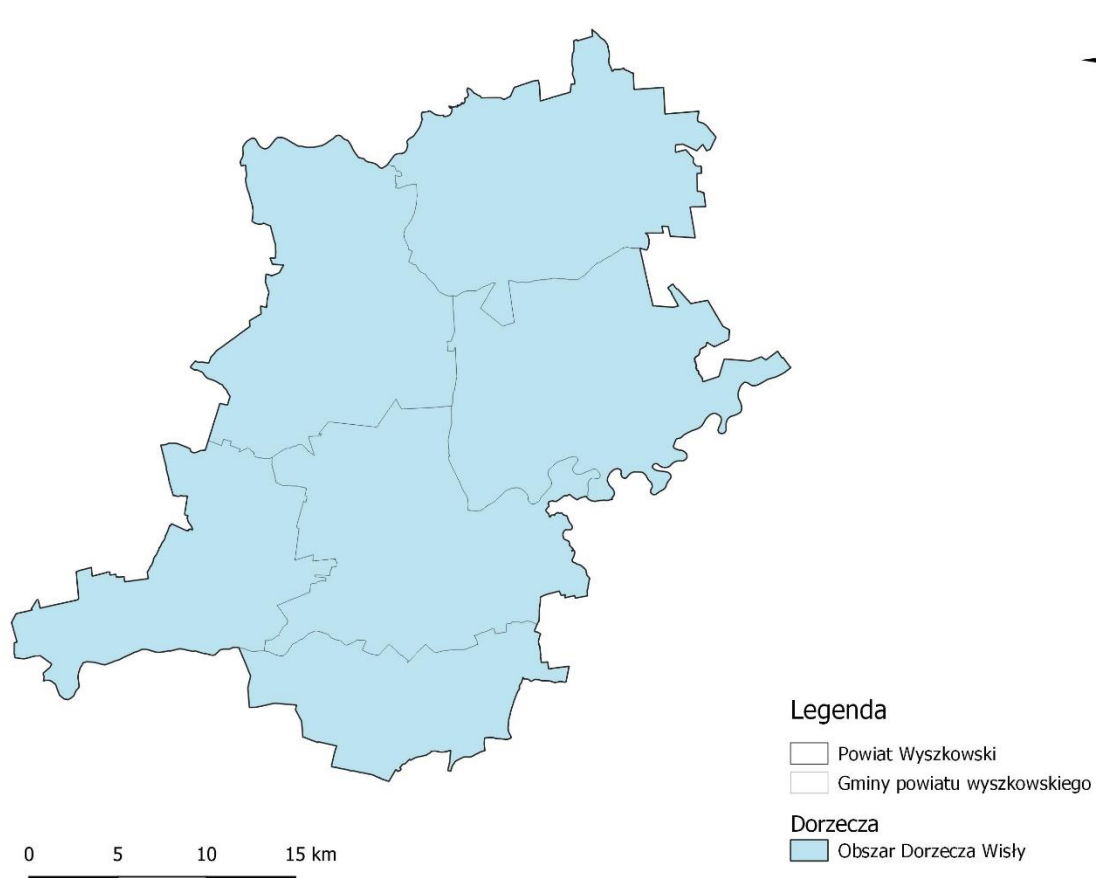 Legenda
Powiat Wyszkowski
Gminy powiatu wyszkowskiego
Dorzecza
Obszar Dorzecza Wisły
0 5 10 15 km